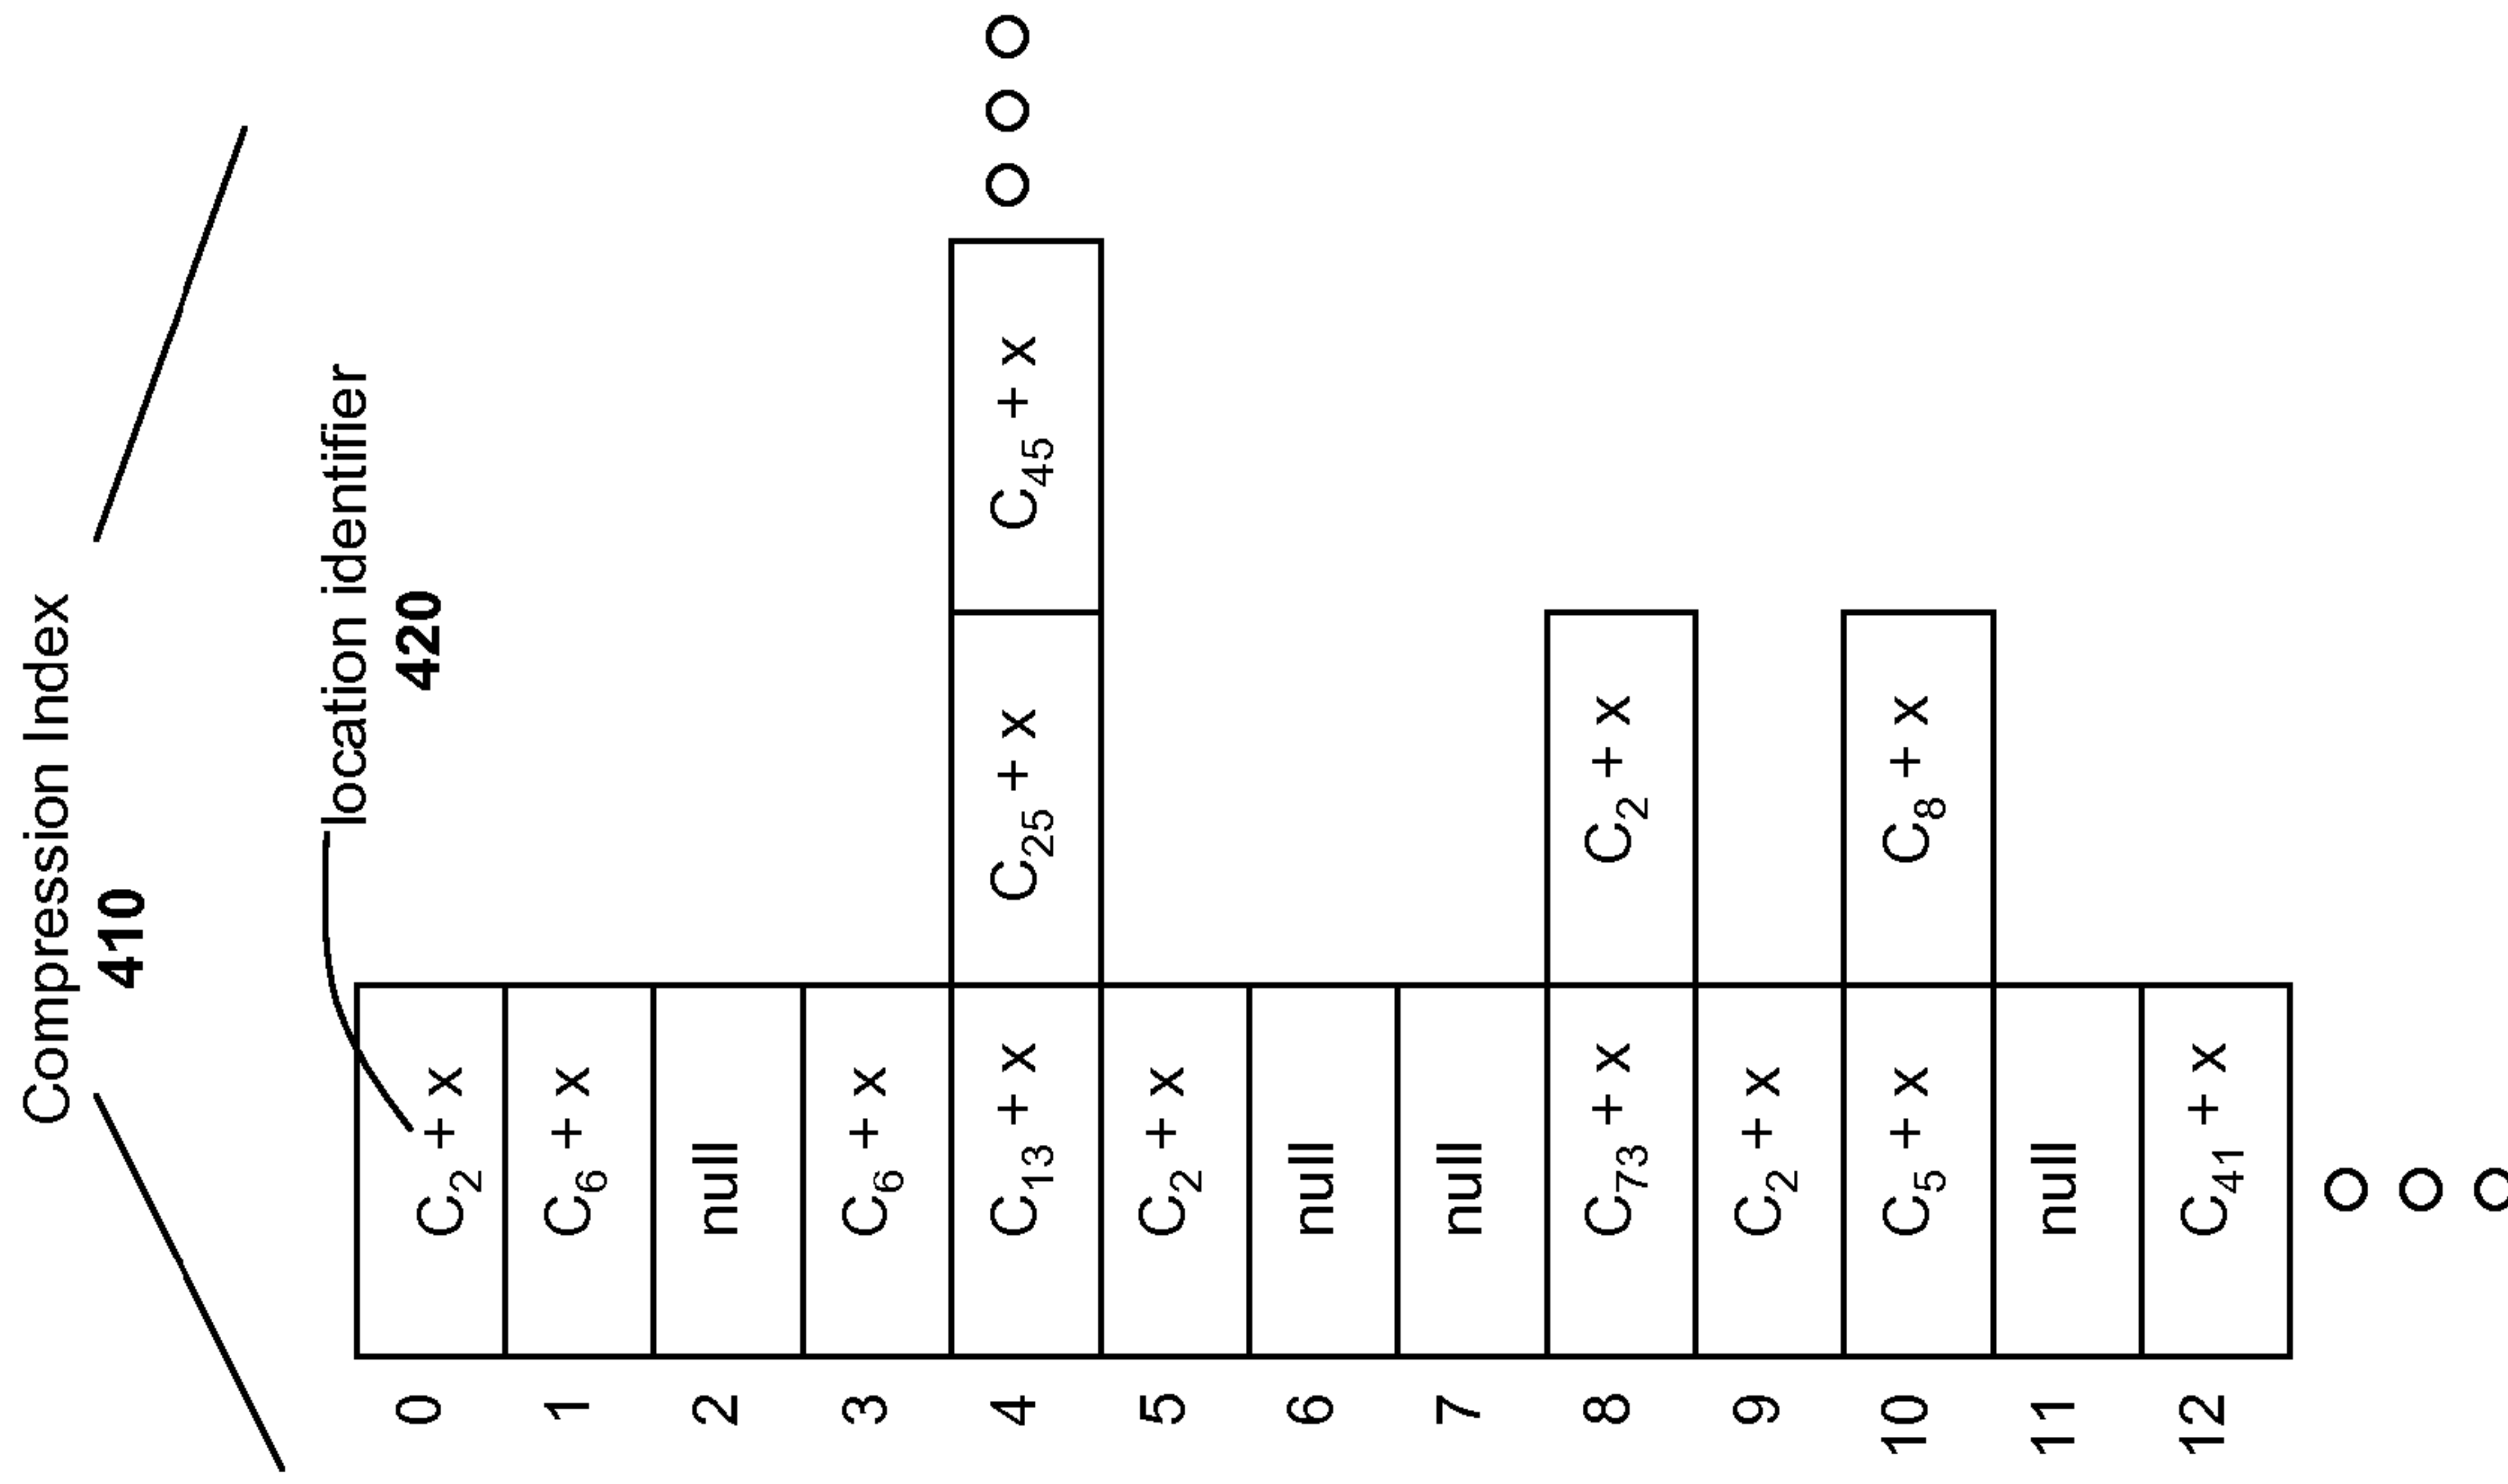 Compression Index
410
location identifier
420
0 C₂ + x
1 C₆ + x
2 null
3 C₆ + x
4 C₁₃ + x C₂₅ + x C₄₅ + x
5 C₂ + x
6 null
7 null
8 C₇₃ + x C₂ + x
9 C₂ + x
10 C₅ + x C₈ + x
11 null
12 C₄₁ + x